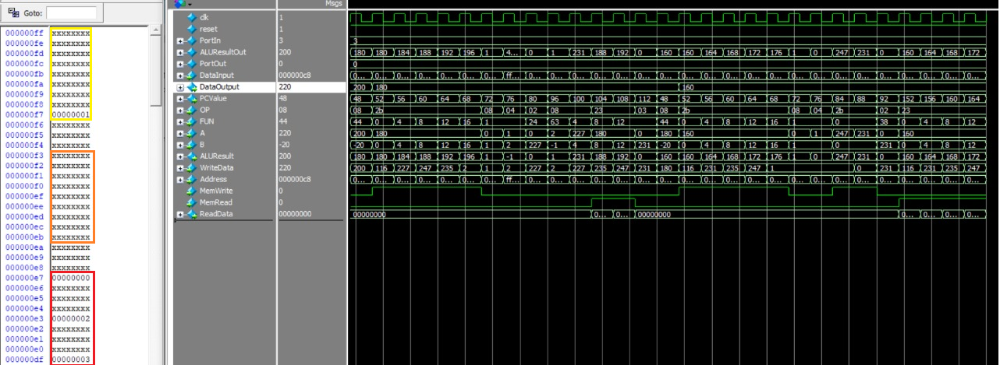 Goto:
000000ff xxxxxxxx
000000fe xxxxxxxx
000000fd xxxxxxxx
000000fc xxxxxxxx
000000fb xxxxxxxx
000000fa xxxxxxxx
000000f9 xxxxxxxx
000000f8 xxxxxxxx
000000f7 00000001
000000f6 xxxxxxxx
000000f5 xxxxxxxx
000000f4 xxxxxxxx
000000f3 xxxxxxxx
000000f2 xxxxxxxx
000000f1 xxxxxxxx
000000f0 xxxxxxxx
000000ef xxxxxxxx
000000ee xxxxxxxx
000000ed xxxxxxxx
000000ec xxxxxxxx
000000eb xxxxxxxx
000000ea xxxxxxxx
000000e9 xxxxxxxx
000000e8 xxxxxxxx
000000e7 00000000
000000e6 xxxxxxxx
000000e5 xxxxxxxx
000000e4 xxxxxxxx
000000e3 00000002
000000e2 xxxxxxxx
000000e1 xxxxxxxx
000000e0 xxxxxxxx
000000df 00000003
Msgs
clk 1
reset 1
PortIn 3 3
ALUResultOut 200 180 180 184 188 192 196 1 4... 0 1 231 188 192 0 160 160 164 168 172 176 1 0 247 231 0 160 164 168 172
PortOut 0 0
DataInput 000000c8 0... 0... 0... 0... 0... 0... 0... ff... 0... 0... 0... 0... 0... 0... 0... 0... 0... 0... 0... 0... 0... 0... 0... 0... 0... 0... 0... 0... 0...
DataOutput 220 200 180 160
PCValue 48 48 52 56 60 64 68 72 76 80 96 100 104 108 112 48 52 56 60 64 68 72 76 84 88 92 152 156 160 164
OP 08 08 2b 08 04 02 08 23 03 08 2b 08 04 2b 02 23
FUN 44 44 0 4 8 12 16 1 24 63 4 8 12 44 0 4 8 12 16 1 38 0 4 8 12
A 220 200 180 0 1 0 2 227 180 0 180 160 0 1 247 231 0 160
B -20 -20 0 4 8 12 16 1 2 227 -1 4 8 12 231 -20 0 4 8 12 16 1 0 231 0 4 8 12
ALUResult 200 180 180 184 188 192 196 1 -1 0 1 231 188 192 0 160 160 164 168 172 176 1 0 247 231 0 160 164 168 172
WriteData 220 200 116 227 247 235 2 1 2 227 2 227 235 247 231 180 116 231 235 247 1 0 231 116 231 235 247
Address 000000c8 0... 0... 0... 0... 0... 0... 0... ff... 0... 0... 0... 0... 0... 0... 0... 0... 0... 0... 0... 0... 0... 0... 0... 0... 0... 0... 0... 0... 0...
MemWrite 0
MemRead 0
ReadData 00000000 00000000 0... 0... 00000000 0... 0... 0... 0...